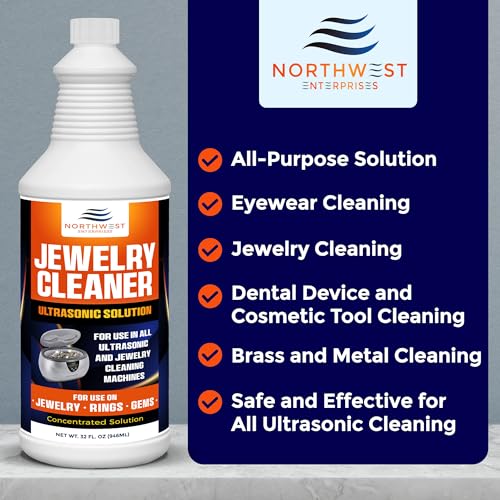 NORTHWEST
ENTERPRISES
JEWELRY
CLEANER
ULTRASONIC SOLUTION
FOR USE IN ALL
ULTRASONIC
AND JEWELRY
CLEANING
MACHINES
FOR USE ON
· JEWELRY · RINGS · GEMS ·
Concentrated Solution
NET WT. 32 FL. OZ (946ML)
NORTHWEST
ENTERPRISES
All-Purpose Solution
Eyewear Cleaning
Jewelry Cleaning
Dental Device and
Cosmetic Tool Cleaning
Brass and Metal Cleaning
Safe and Effective for
All Ultrasonic Cleaning